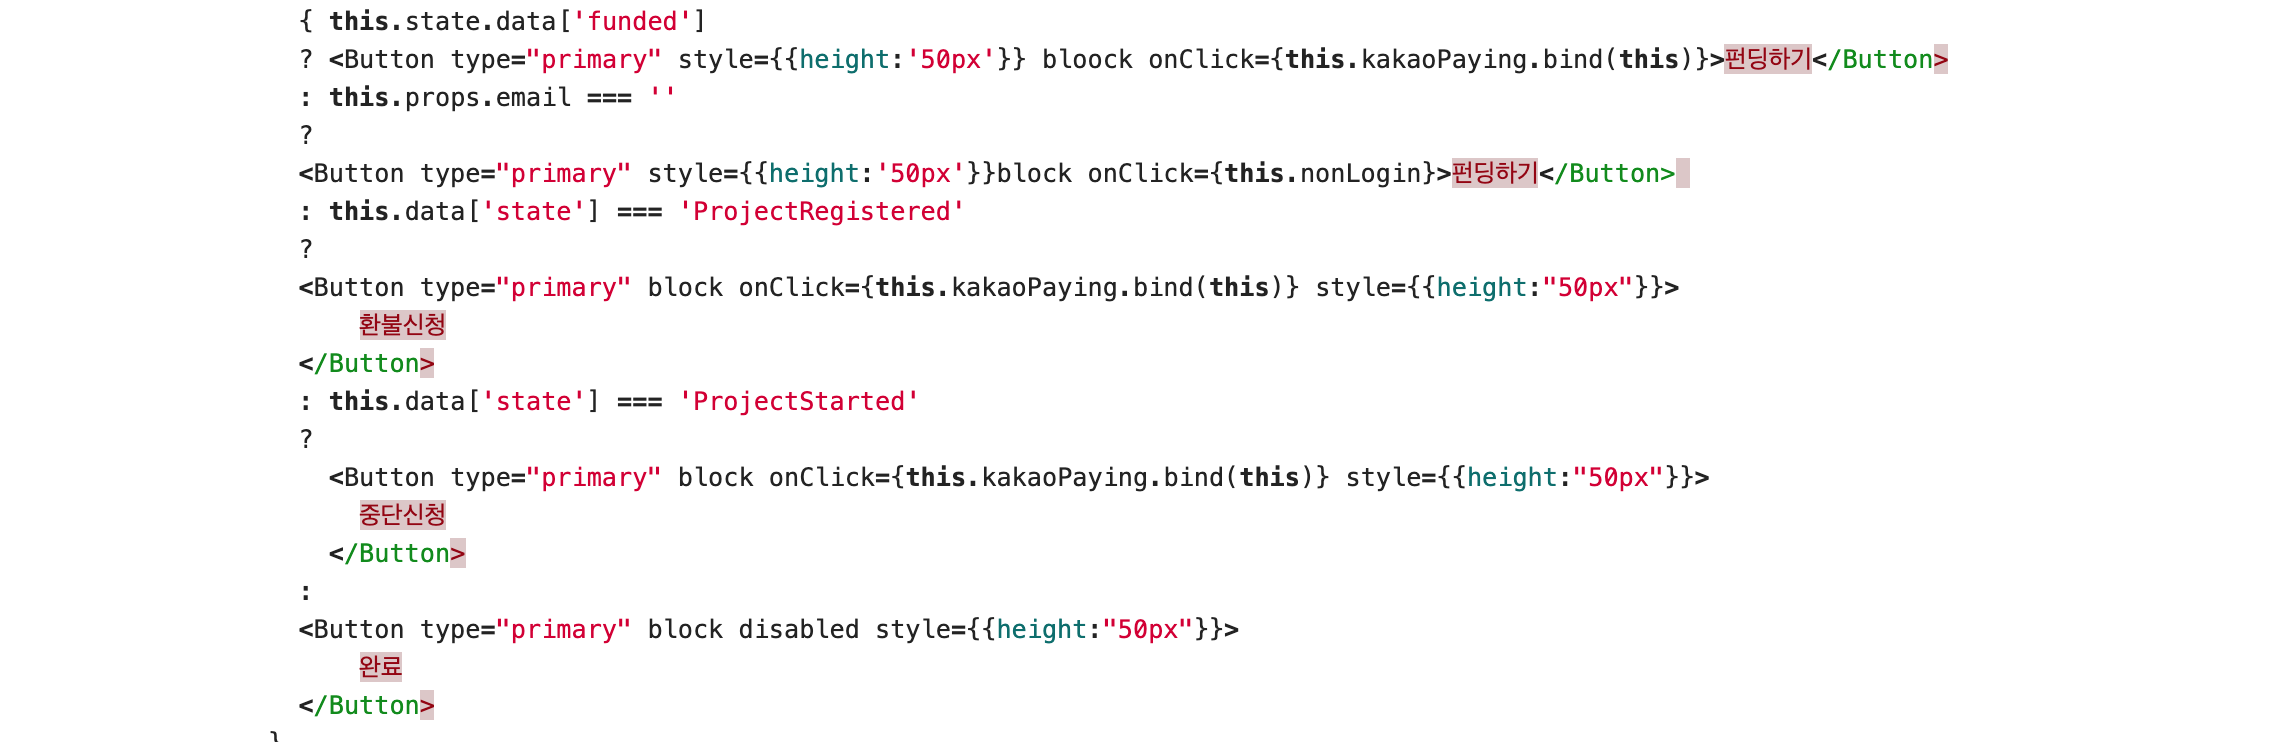 { this.state.data['funded']
? <Button type="primary" style={{height:'50px'}} bloock onClick={this.kakaoPaying.bind(this)}>펀딩하기</Button>
: this.props.email === ''
?
<Button type="primary" style={{height:'50px'}}block onClick={this.nonLogin}>펀딩하기</Button>
: this.data['state'] === 'ProjectRegistered'
?
<Button type="primary" block onClick={this.kakaoPaying.bind(this)} style={{height:"50px"}}>
환불신청
</Button>
: this.data['state'] === 'ProjectStarted'
?
<Button type="primary" block onClick={this.kakaoPaying.bind(this)} style={{height:"50px"}}>
중단신청
</Button>
:
<Button type="primary" block disabled style={{height:"50px"}}>
완료
</Button>
}